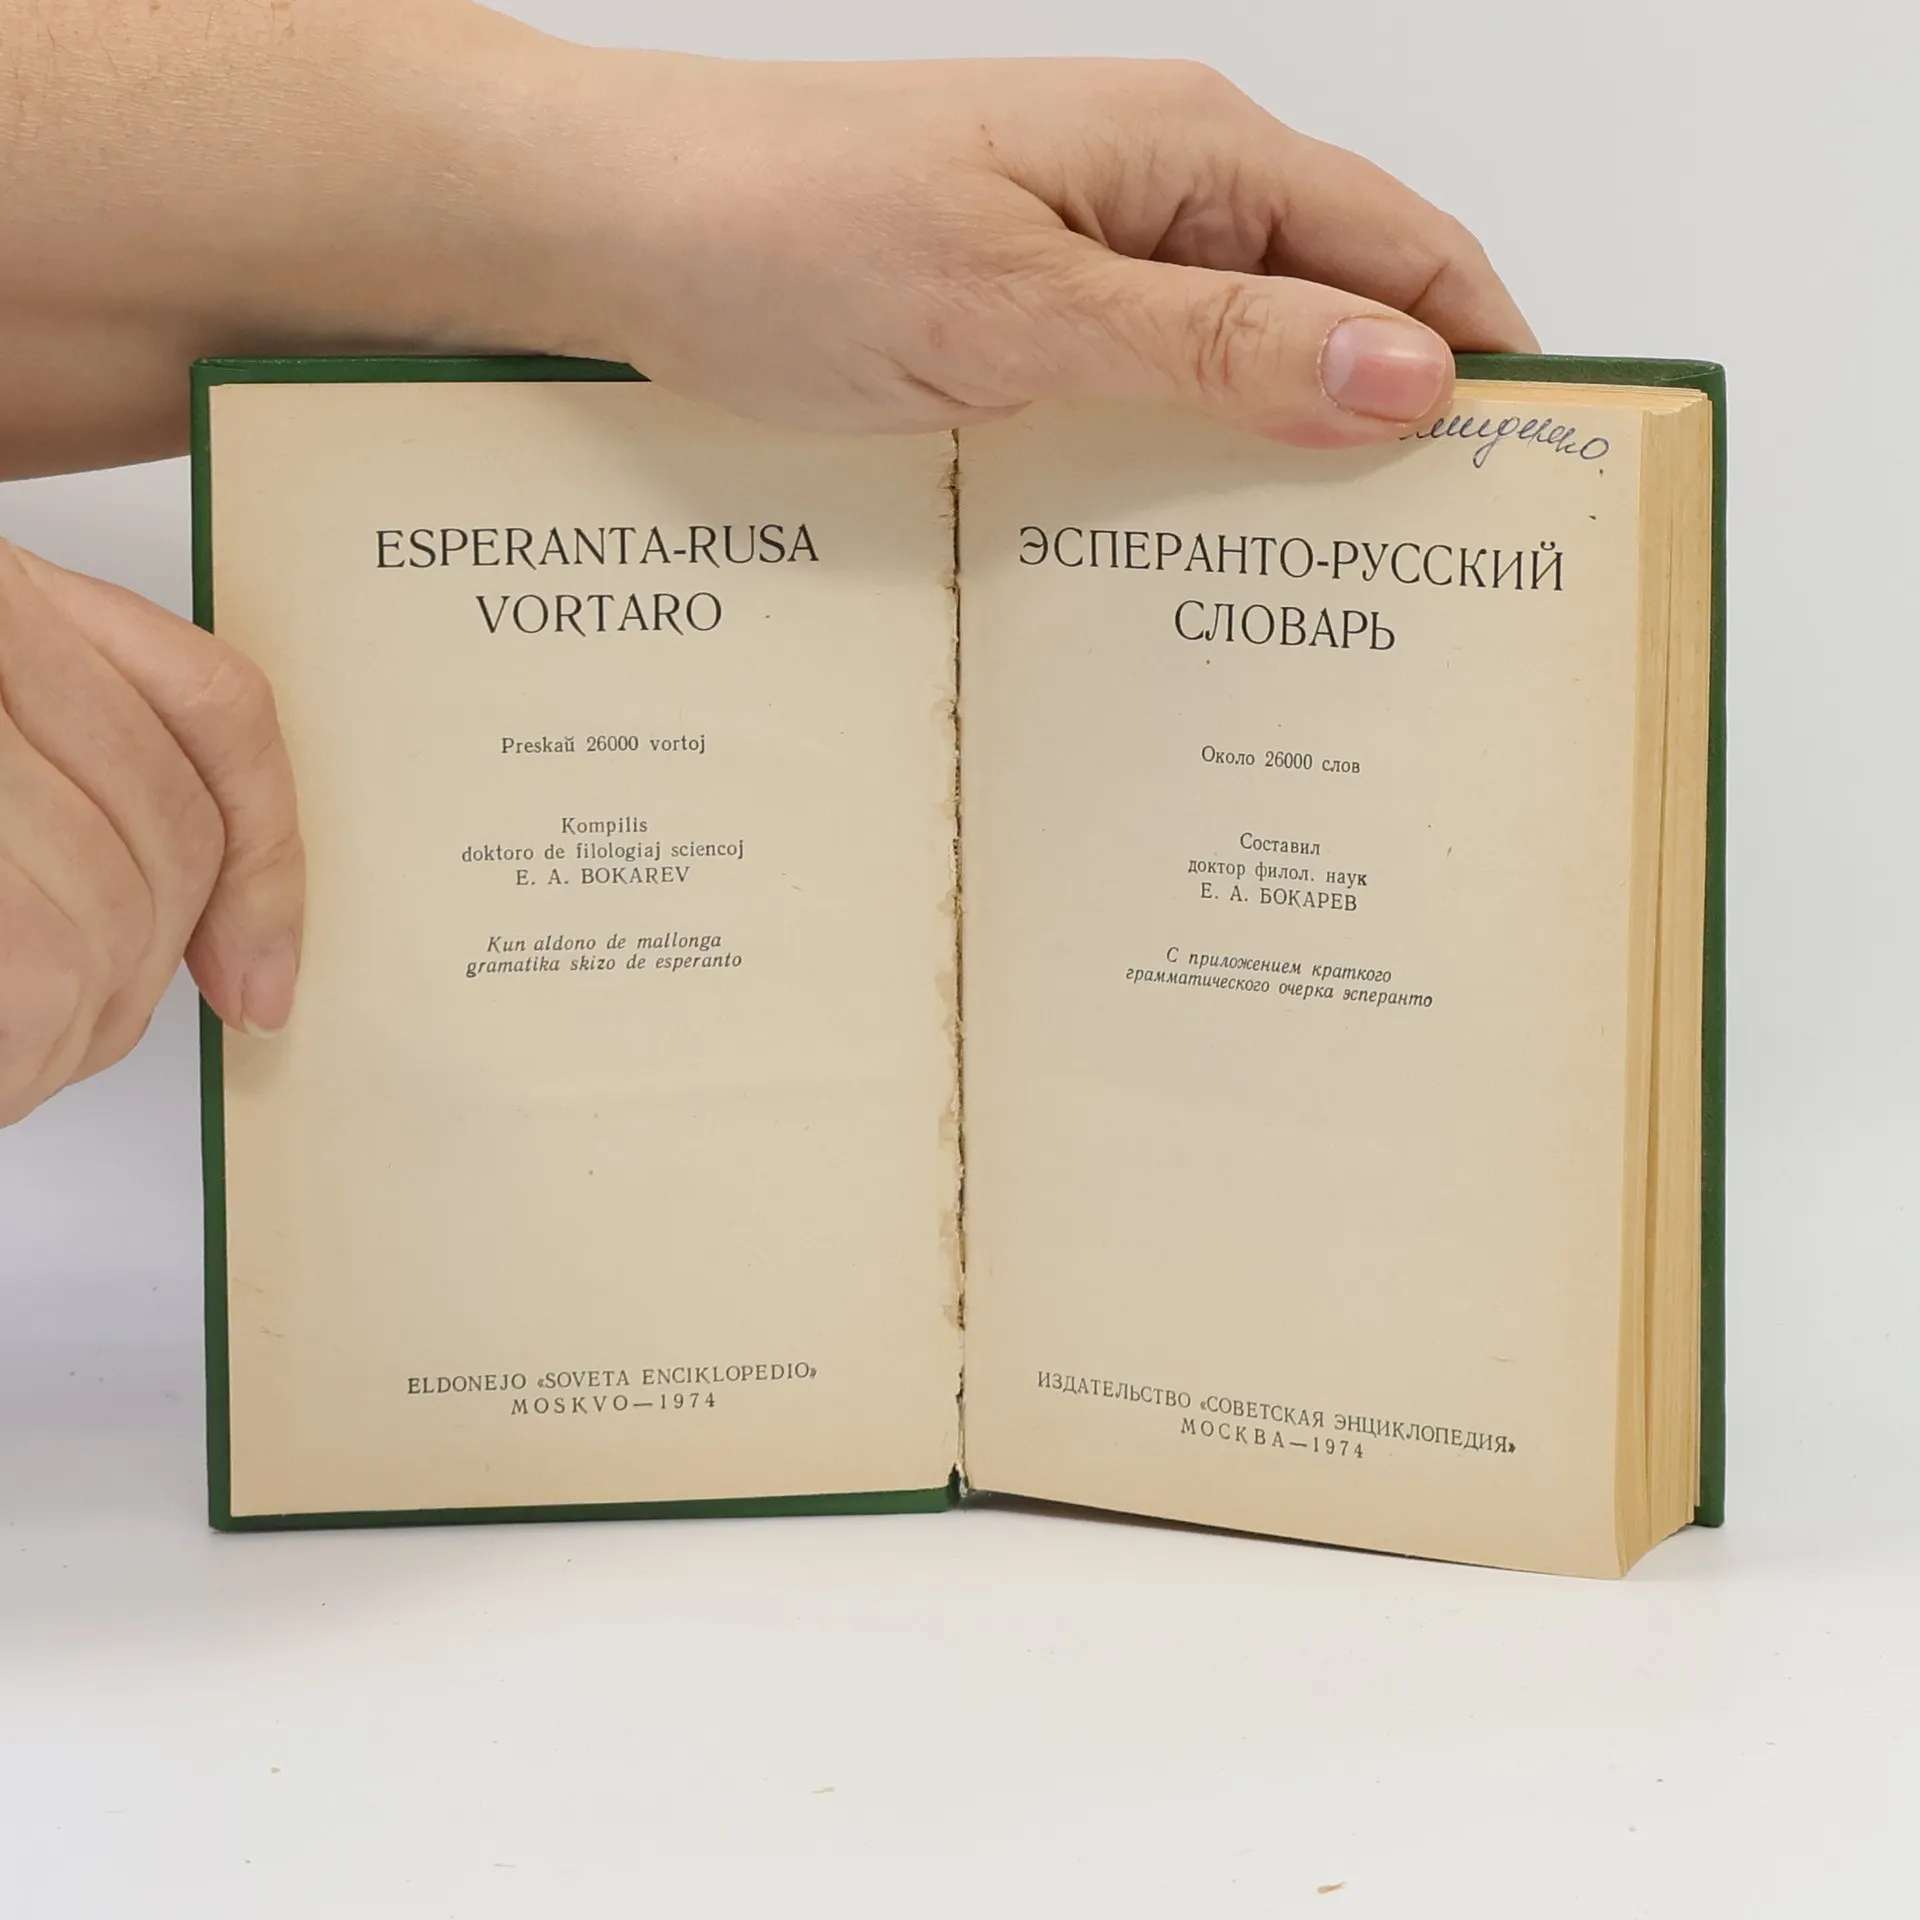 ESPERANTA-RUSA
VORTARO
Preskaŭ 26000 vortoj
Kompilis
doktoro de filologiaj sciencoj
E. A. BOKAREV
Kun aldono de mallonga
gramatika skizo de esperanto
ELDONEJO «SOVETA ENCIKLOPEDIO»
MOSKVO—1974
ЭСПЕРАНТО-РУССКИЙ
СЛОВАРЬ
Около 26000 слов
Составил
доктор филол. наук
Е. А. БОКАРЕВ
С приложением краткого
грамматического очерка эсперанто
ИЗДАТЕЛЬСТВО «СОВЕТСКАЯ ЭНЦИКЛОПЕДИЯ»
МОСКВА—1974